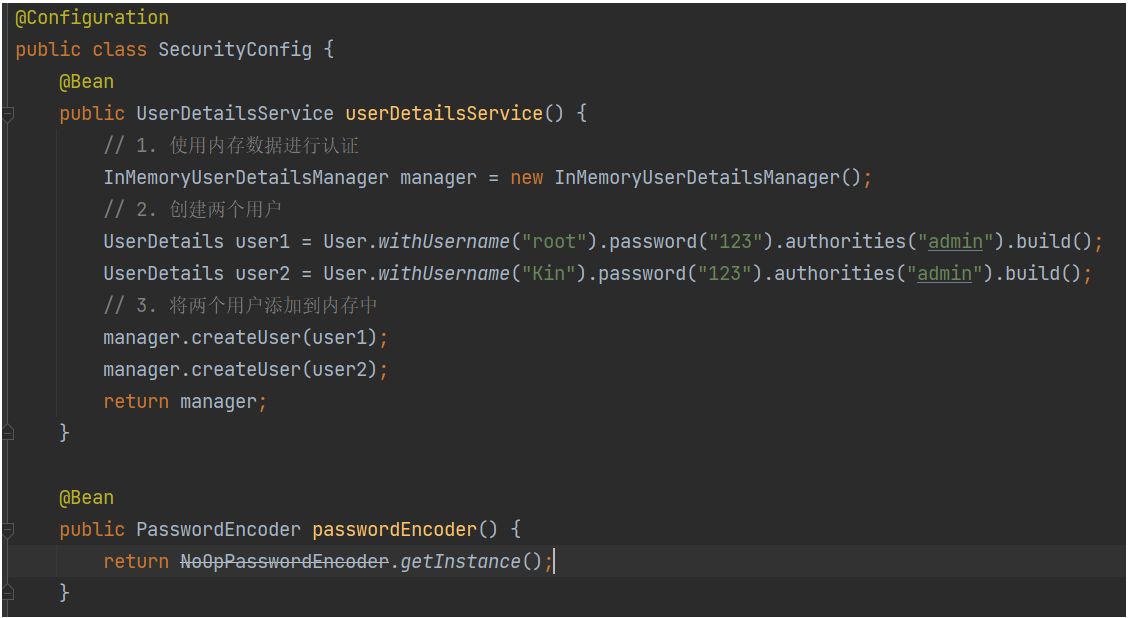 @Configuration
public class SecurityConfig {
    @Bean
    public UserDetailsService userDetailsService() {
        // 1. 使用内存数据进行认证
        InMemoryUserDetailsManager manager = new InMemoryUserDetailsManager();
        // 2. 创建两个用户
        UserDetails user1 = User.withUsername("root").password("123").authorities("admin").build();
        UserDetails user2 = User.withUsername("Kin").password("123").authorities("admin").build();
        // 3. 将两个用户添加到内存中
        manager.createUser(user1);
        manager.createUser(user2);
        return manager;
    }
    @Bean
    public PasswordEncoder passwordEncoder() {
        return NoOpPasswordEncoder.getInstance();
    }